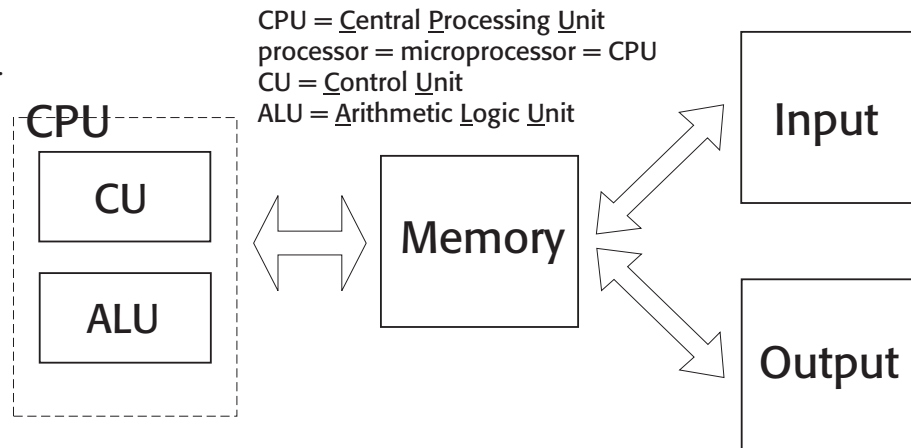 CPU = Central Processing Unit
processor = microprocessor = CPU
CU = Control Unit
ALU = Arithmetic Logic Unit
CPU
CU
ALU
Memory
Input
Output